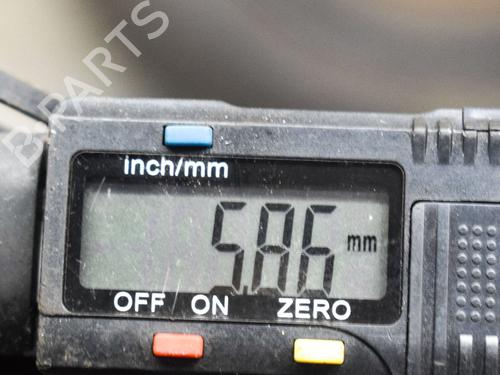 B-PARTS
inch/mm
5.86 mm
OFF ON ZERO